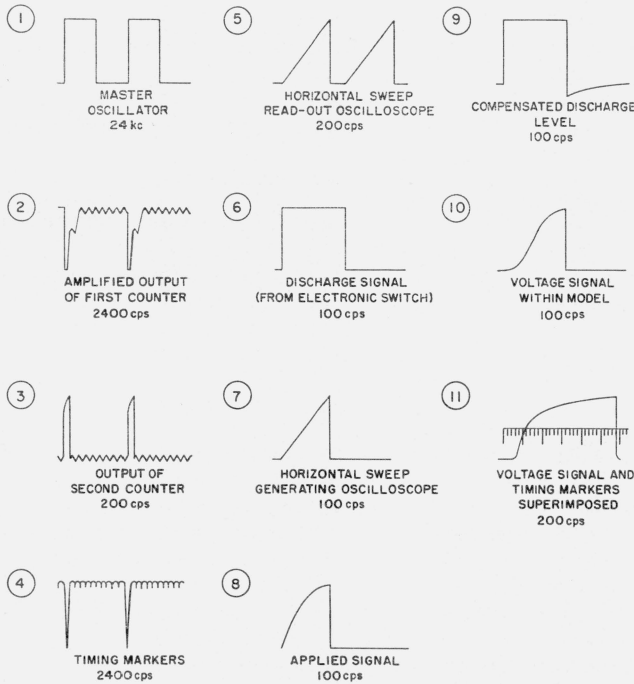 1
MASTER
OSCILLATOR
24 kc
2
AMPLIFIED OUTPUT
OF FIRST COUNTER
2400 cps
3
OUTPUT OF
SECOND COUNTER
200 cps
4
TIMING MARKERS
2400 cps
5
HORIZONTAL SWEEP
READ-OUT OSCILLOSCOPE
200 cps
6
DISCHARGE SIGNAL
(FROM ELECTRONIC SWITCH)
100 cps
7
HORIZONTAL SWEEP
GENERATING OSCILLOSCOPE
100 cps
8
APPLIED SIGNAL
100 cps
9
COMPENSATED DISCHARGE
LEVEL
100 cps
10
VOLTAGE SIGNAL
WITHIN MODEL
100 cps
11
VOLTAGE SIGNAL AND
TIMING MARKERS
SUPERIMPOSED
200 cps